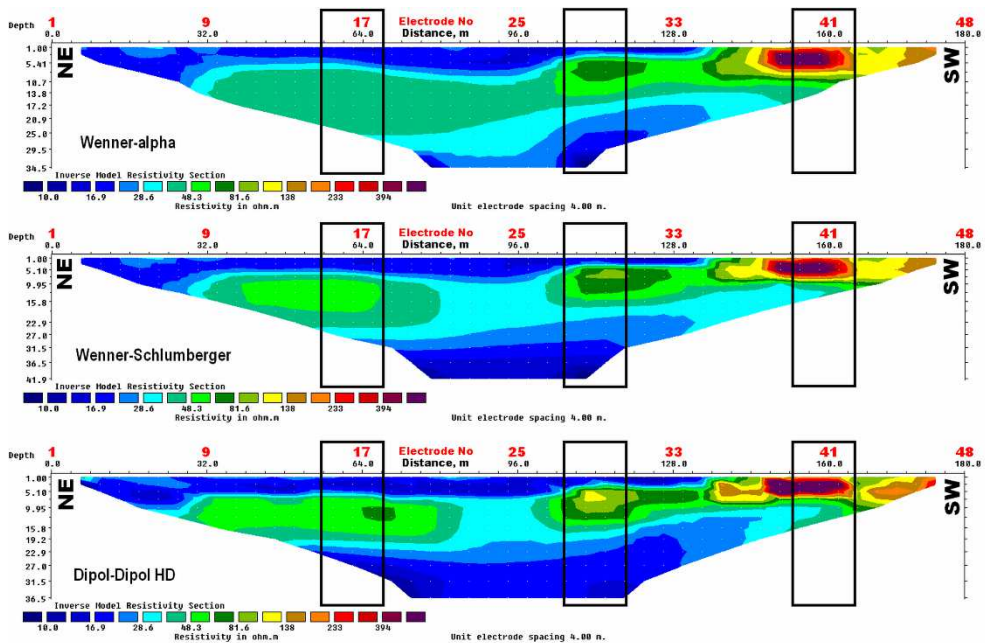 Depth 1 9 17 Electrode No 25 33 41 48
0.0 32.0 64.0 Distance, m 96.0 128.0 160.0 180.0
NE
SW
1.00
5.41
10.7
13.8
17.2
20.9
25.0
29.5
34.5
Wenner-alpha
Inverse Model Resistivity Section
10.0 16.9 28.6 48.3 81.6 138 233 394
Resistivity in ohm.m
Unit electrode spacing 4.00 m.
Depth 1 9 17 Electrode No 25 33 41 48
0.0 32.0 64.0 Distance, m 96.0 128.0 160.0 180.0
NE
SW
1.00
5.10
9.95
15.8
22.9
27.0
31.5
36.5
41.9
Wenner-Schlumberger
Inverse Model Resistivity Section
10.0 16.9 28.6 48.3 81.6 138 233 394
Resistivity in ohm.m
Unit electrode spacing 4.00 m.
Depth 1 9 17 Electrode No 25 33 41 48
0.0 32.0 64.0 Distance, m 96.0 128.0 160.0 180.0
NE
SW
1.00
5.10
9.95
15.8
19.2
22.9
27.0
31.5
36.5
Dipol-Dipol HD
Inverse Model Resistivity Section
10.0 16.9 28.6 48.3 81.6 138 233 394
Resistivity in ohm.m
Unit electrode spacing 4.00 m.